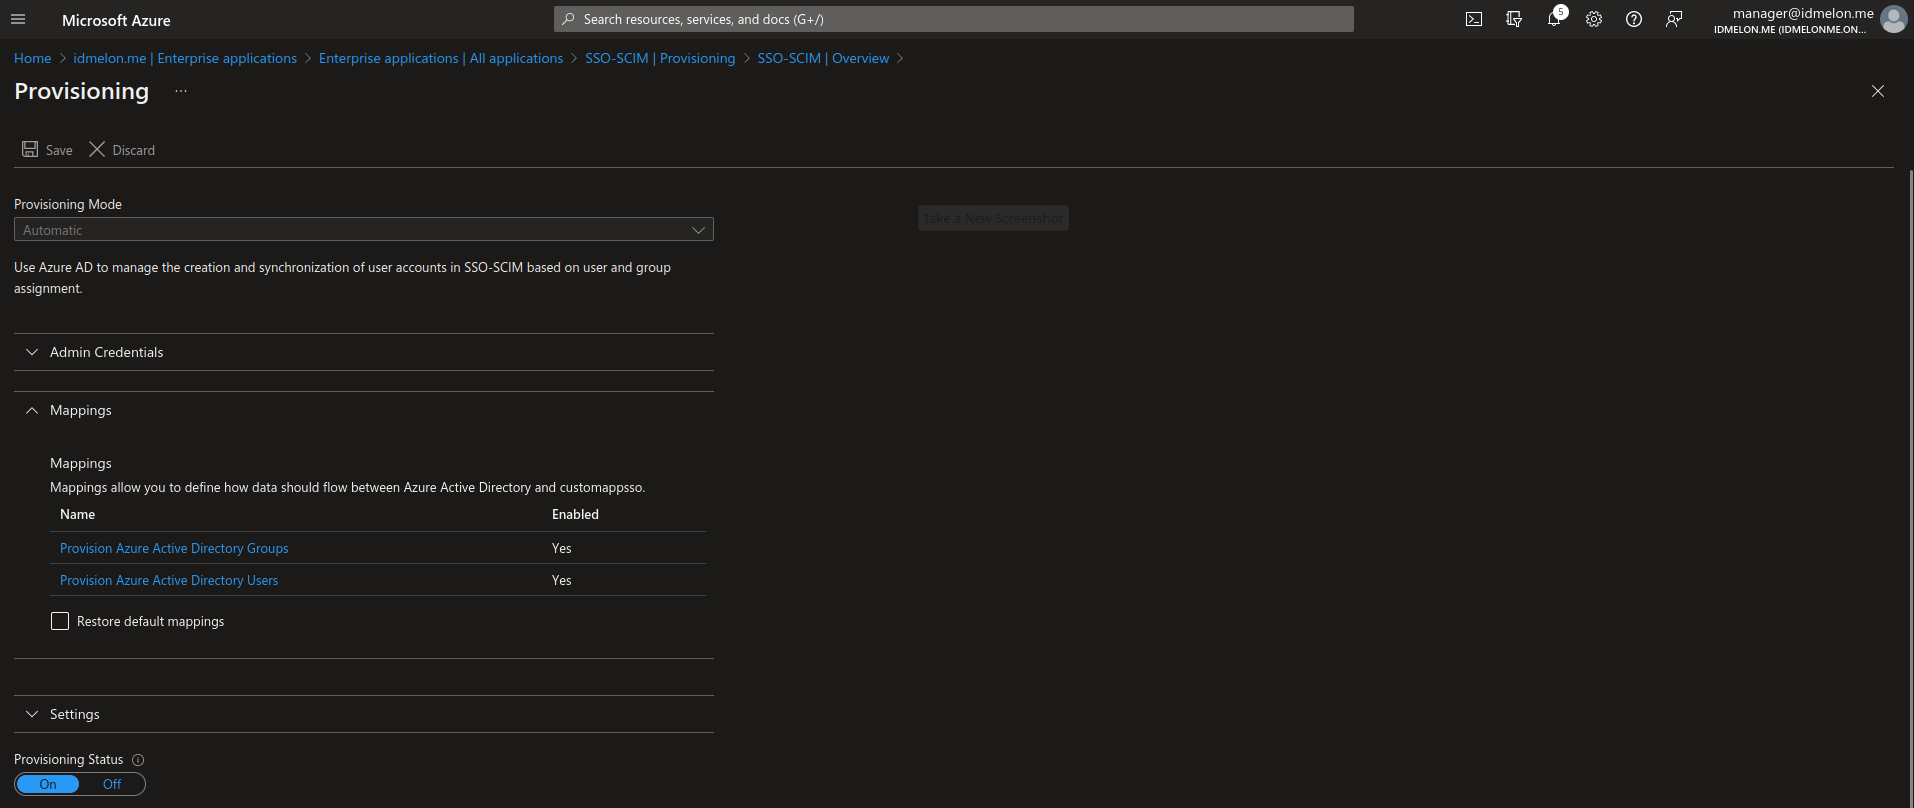 Microsoft Azure
Search resources, services, and docs (G+/)
5
manager@idmelon.me
IDMELON.ME (IDMELONME.ON...
Home > idmelon.me | Enterprise applications > Enterprise applications | All applications > SSO-SCIM | Provisioning > SSO-SCIM | Overview >
Provisioning ...
Save Discard
Provisioning Mode
Take a New Screenshot
Automatic
Use Azure AD to manage the creation and synchronization of user accounts in SSO-SCIM based on user and group
assignment.
Admin Credentials
Mappings
Mappings
Mappings allow you to define how data should flow between Azure Active Directory and customappsso.
Name Enabled
Provision Azure Active Directory Groups Yes
Provision Azure Active Directory Users Yes
Restore default mappings
Settings
Provisioning Status
On Off